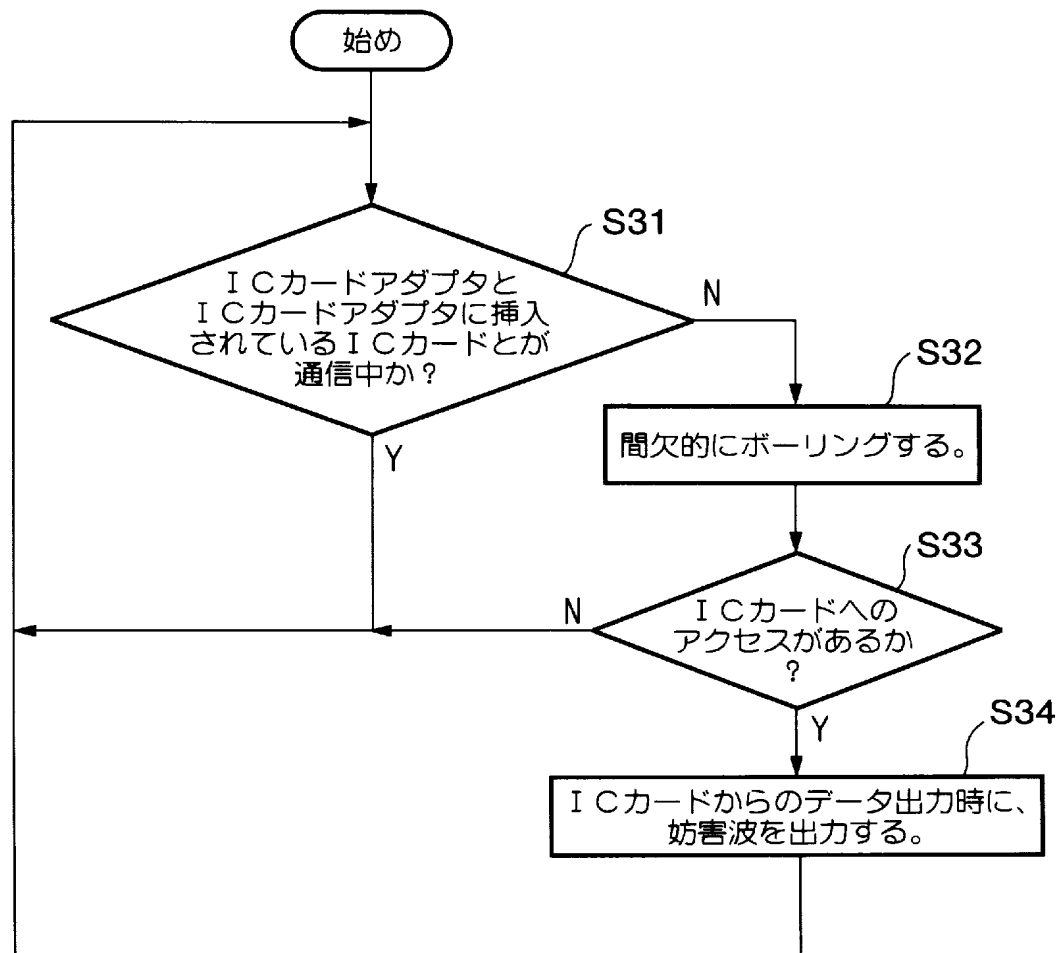 始め
S31
ＩＣカードアダプタと
ＩＣカードアダプタに挿入
されているＩＣカードとが
通信中か？
N
S32
間欠的にボーリングする。
Y
S33
N
ＩＣカードへの
アクセスがあるか
？
Y
S34
ＩＣカードからのデータ出力時に、
妨害波を出力する。